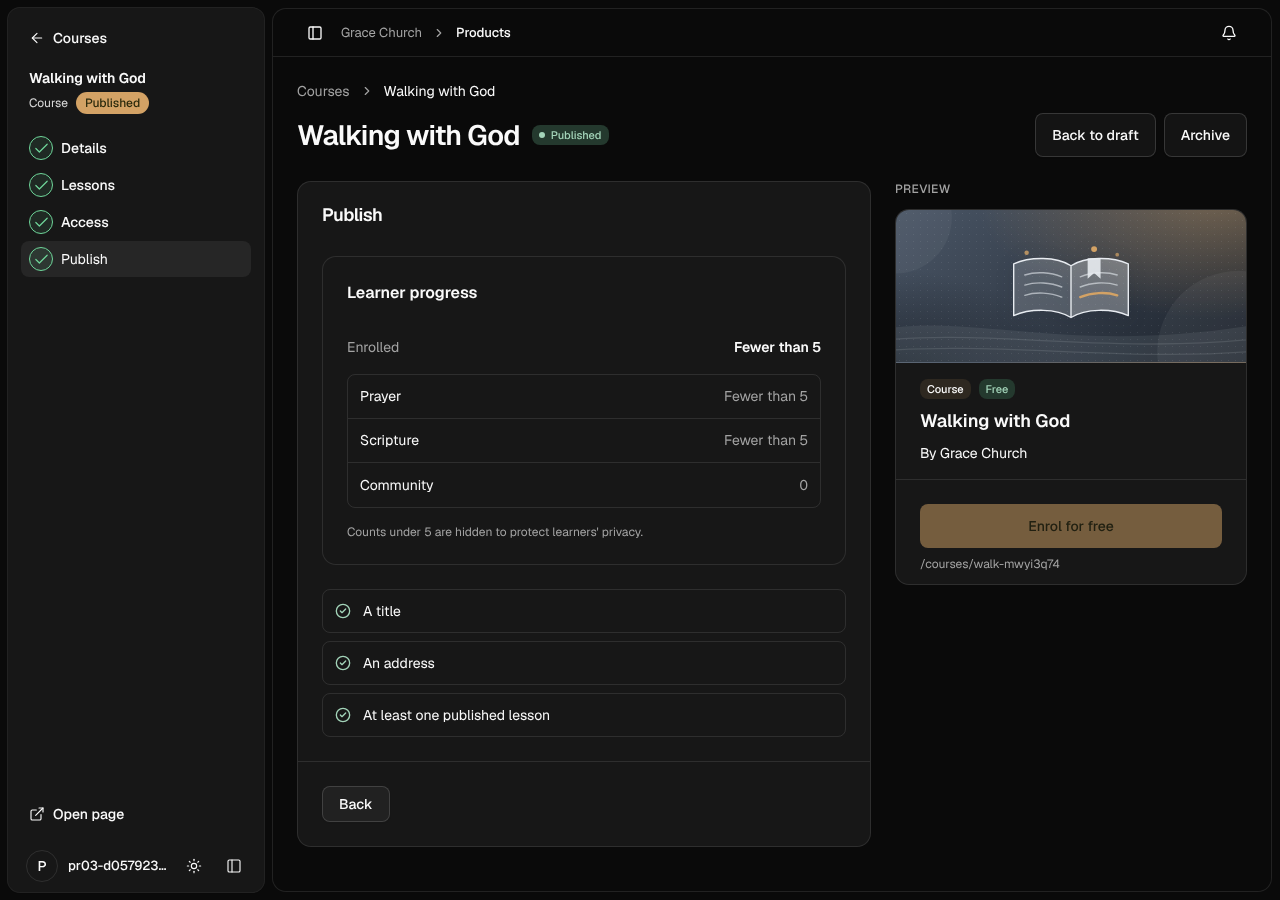 Courses
Walking with God
Course Published
Details
Lessons
Access
Publish
Open page
P pr03-d057923...
Grace Church > Products
Courses > Walking with God
Walking with God Published
Back to draft Archive
Publish
Learner progress
Enrolled Fewer than 5
Prayer Fewer than 5
Scripture Fewer than 5
Community 0
Counts under 5 are hidden to protect learners' privacy.
A title
An address
At least one published lesson
Back
PREVIEW
Course Free
Walking with God
By Grace Church
Enrol for free
/courses/walk-mwyi3q74